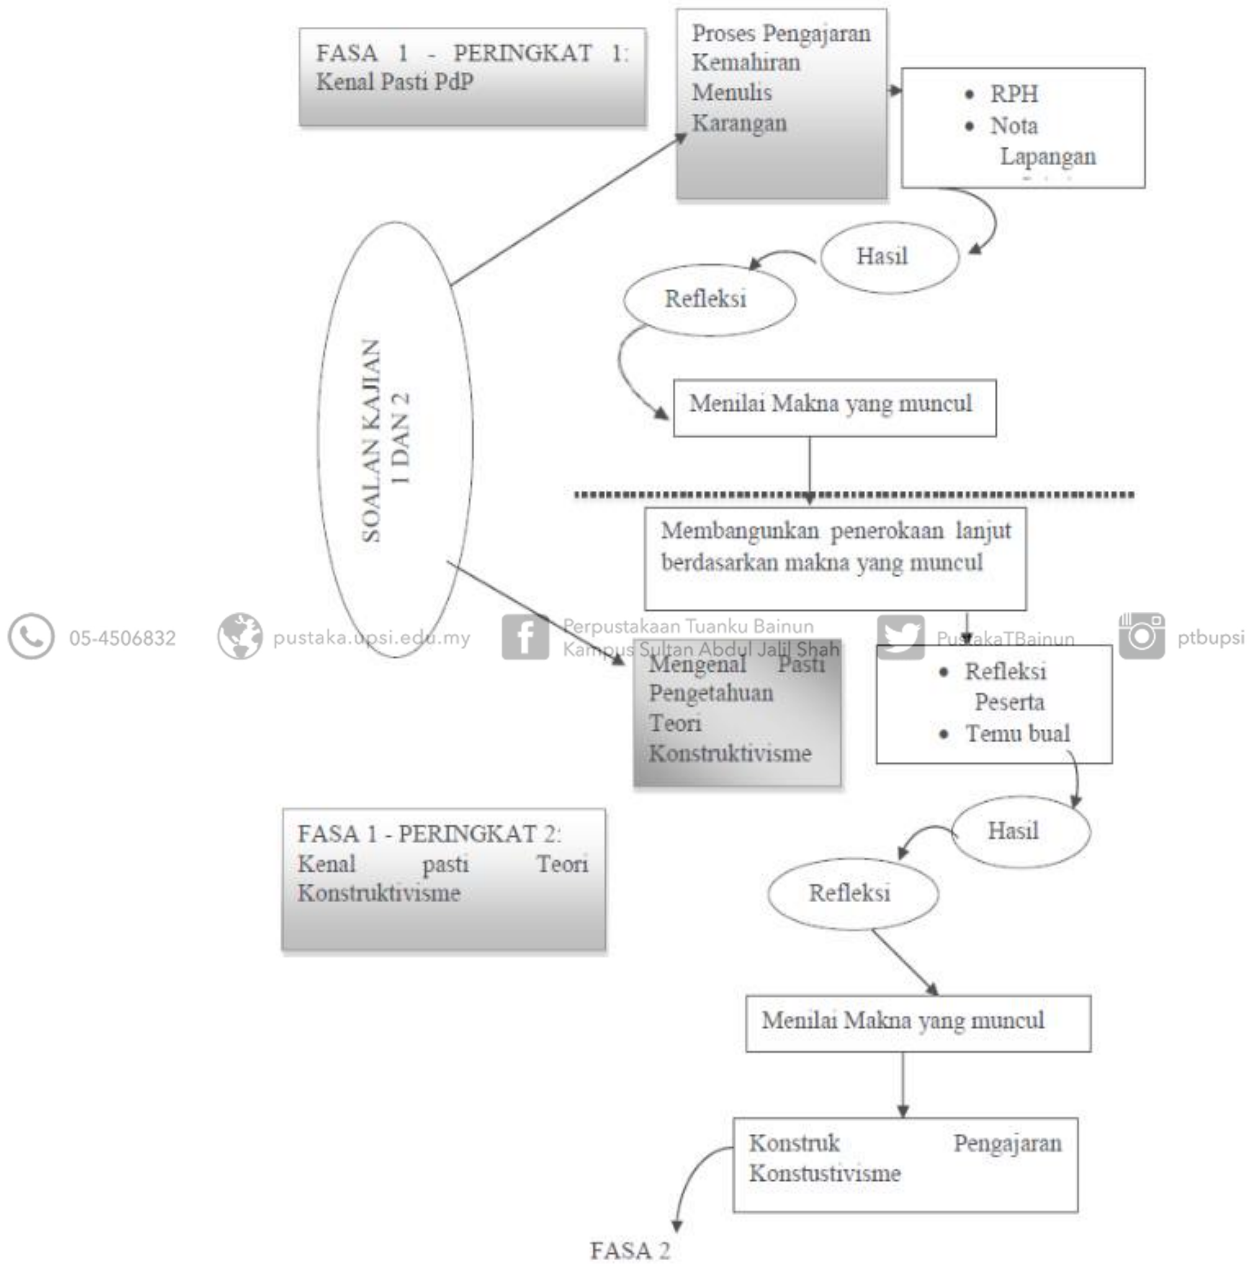 FASA 1 - PERINGKAT 1:
Kenal Pasti PdP
Proses Pengajaran
Kemahiran
Menulis
Karangan
• RPH
• Nota
Lapangan
Hasil
Refleksi
Menilai Makna yang muncul
SOALAN KAJIAN
1 DAN 2
Membangunkan penerokaan lanjut
berdasarkan makna yang muncul
05-4506832
pustaka.upsi.edu.my
Perpustakaan Tuanku Bainun
Kampus Sultan Abdul Jalil Shah
PustakaTBainun
ptbupsi
Mengenal Pasti
Pengetahuan
Teori
Konstruktivisme
• Refleksi
Peserta
• Temu bual
FASA 1 - PERINGKAT 2:
Kenal pasti Teori
Konstruktivisme
Hasil
Refleksi
Menilai Makna yang muncul
Konstruk Pengajaran
Konstustivisme
FASA 2